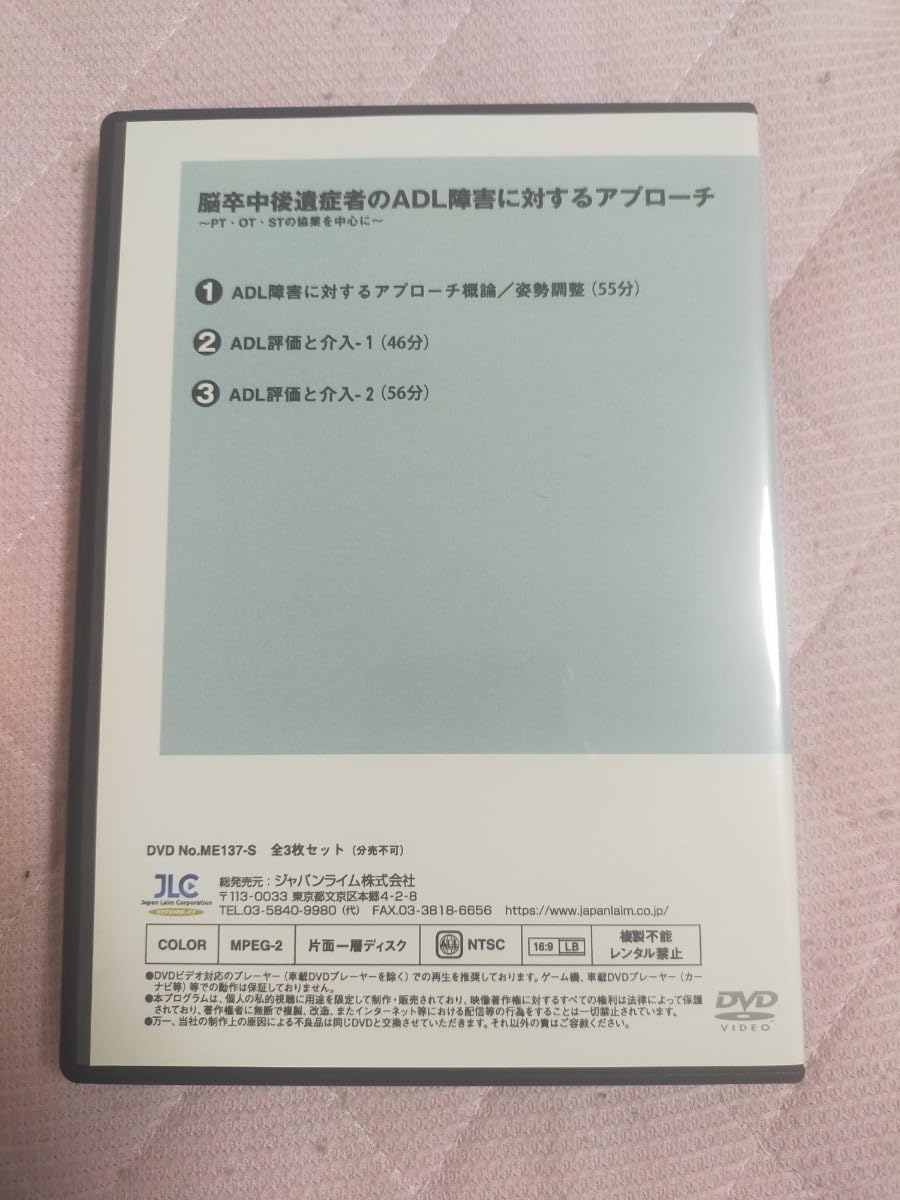 脳卒中後遺症者のADL障害に対するアプローチ
～PT・OT・STの協業を中心に～
❶ ADL障害に対するアプローチ概論／姿勢調整（55分）
❷ ADL評価と介入-1（46分）
❸ ADL評価と介入-2（56分）
DVD No.ME137-S 全3枚セット（分売不可）
JLC
Japan Laim Corporation
総発売元：ジャパンライム株式会社
〒113-0033 東京都文京区本郷4-2-8
TEL.03-5840-9980（代） FAX.03-3818-6656 https://www.japanlaim.co.jp/
COLOR MPEG-2 片面一層ディスク ALL NTSC 16:9 LB 複製不能
レンタル禁止
●DVDビデオ対応のプレーヤー（車載DVDプレーヤーを除く）での再生を推奨しております。ゲーム機、車載DVDプレーヤー（カー
ナビ等）等での動作は保証しておりません。
●本プログラムは、個人の私的視聴に用途を限定して制作・販売されており、映像著作権に対するすべての権利は法律によって保護
されており、著作権者に無断で複製、改造、またインターネット等における配信等の行為をすることは一切禁止されています。
●万一、当社の制作上の原因による不良品は同じDVDと交換させていただきます。それ以外の責はご容赦ください。
DVD
VIDEO